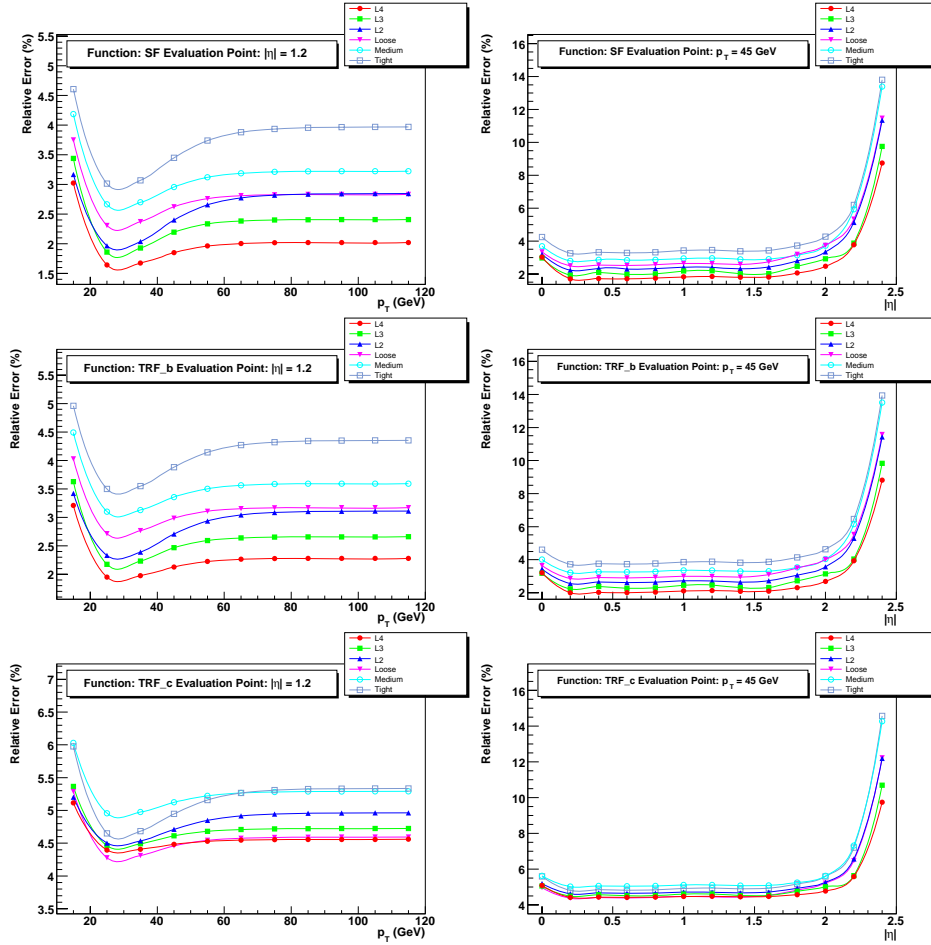 L4
L3
L2
Loose
Medium
Tight
Function: SF Evaluation Point: |η| = 1.2
Relative Error (%)
5.5
5
4.5
4
3.5
3
2.5
2
1.5
20 40 60 80 100 120
p_T (GeV)
L4
L3
L2
Loose
Medium
Tight
Function: SF Evaluation Point: p_T = 45 GeV
Relative Error (%)
16
14
12
10
8
6
4
2
0 0.5 1 1.5 2 2.5
|η|
L4
L3
L2
Loose
Medium
Tight
Function: TRF_b Evaluation Point: |η| = 1.2
Relative Error (%)
5.5
5
4.5
4
3.5
3
2.5
2
20 40 60 80 100 120
p_T (GeV)
L4
L3
L2
Loose
Medium
Tight
Function: TRF_b Evaluation Point: p_T = 45 GeV
Relative Error (%)
16
14
12
10
8
6
4
2
0 0.5 1 1.5 2 2.5
|η|
L4
L3
L2
Loose
Medium
Tight
Function: TRF_c Evaluation Point: |η| = 1.2
Relative Error (%)
7
6.5
6
5.5
5
4.5
4
3.5
20 40 60 80 100 120
p_T (GeV)
L4
L3
L2
Loose
Medium
Tight
Function: TRF_c Evaluation Point: p_T = 45 GeV
Relative Error (%)
16
14
12
10
8
6
4
0 0.5 1 1.5 2 2.5
|η|